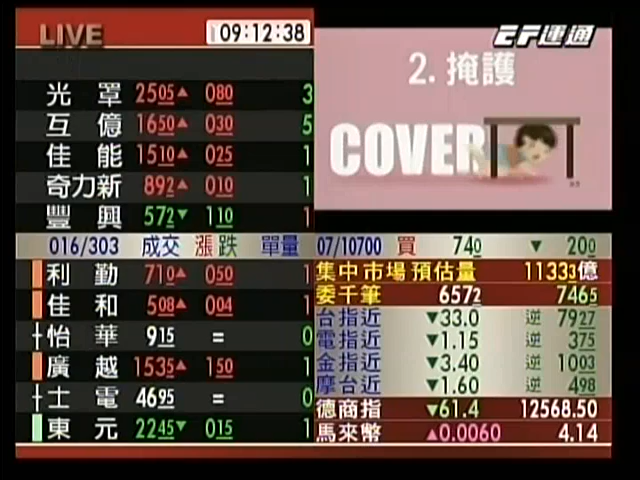 LIVE 09:12:38
EF運通
2. 掩護
COVER
光罩 2505▲ 080 3
互億 1650▲ 030 5
佳能 1510▲ 025 1
奇力新 892▲ 010 1
豐興 572▼ 110 1
016/303 成交 漲跌 單量
利勤 710▲ 050 1
佳和 508▲ 004 1
怡華 915 = 0
廣越 1535▲ 150 1
士電 4695 = 0
東元 2245▼ 015 1
07/10700 買 740 ▼ 200
集中市場預估量 11333億
委千筆 6572 7465
台指近 ▼33.0 逆 7927
電指近 ▼1.15 逆 375
金指近 ▼3.40 逆 1003
摩台近 ▼1.60 逆 498
德商指 ▼61.4 12568.50
馬來幣 ▲0.0060 4.14